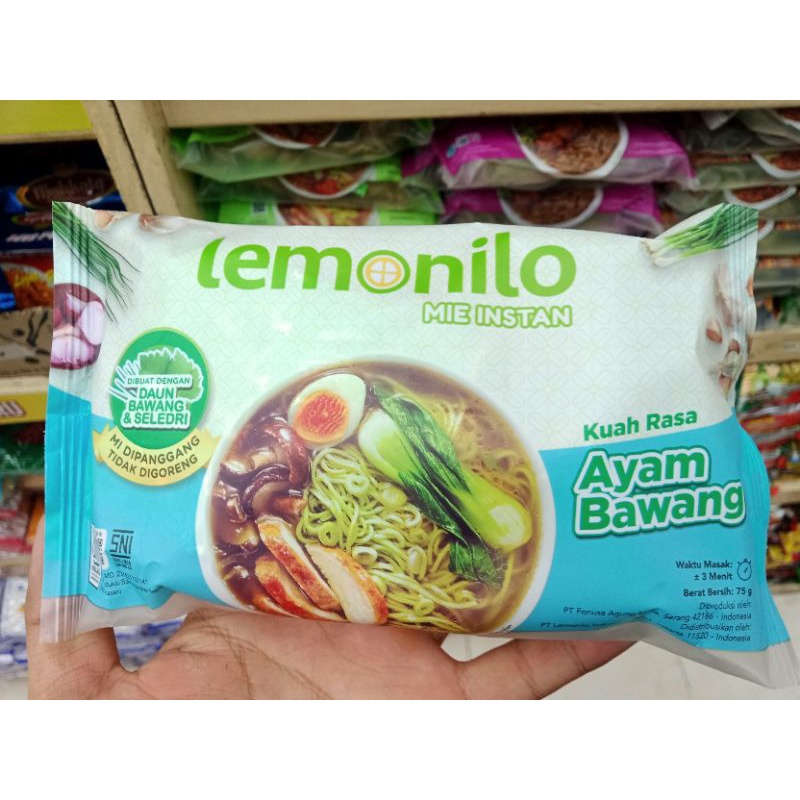 lemonilo
MIE INSTAN
DIBUAT DENGAN
DAUN
BAWANG
& SELEDRI
MI DIPANGGANG
TIDAK DIGORENG
Kuah Rasa
Ayam
Bawang
SNI
Waktu Masak:
± 3 Menit
Berat Bersih: 75 g
Diproduksi oleh:
PT Fonusa Agung
Serang 42186 - Indonesia
Didistribusikan oleh:
PT
11520 - Indonesia